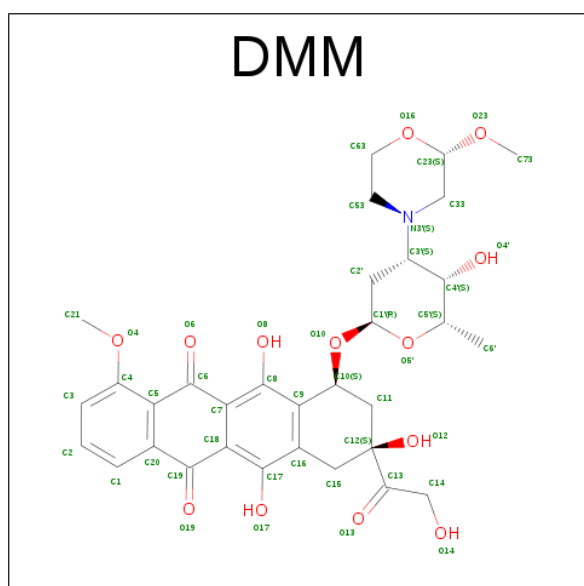 DMM
O16 O O23 O
C63 C23(S) C73
C53 C33
N N3'(S)
C3'(S) O4' OH
C2' C4'(S)
C21 O6 O O8 OH O10 O C1'(R) C5'(S) C6'
O4 O O5' O
C4 C6 C8 C10(S) C11
C3 C5 C7 C9 O12 OH
C12(S)
C2 C20 C18 C16 C13 C14
C1 C19 C17 C15
O O19 HO O17 O O13 OH O14